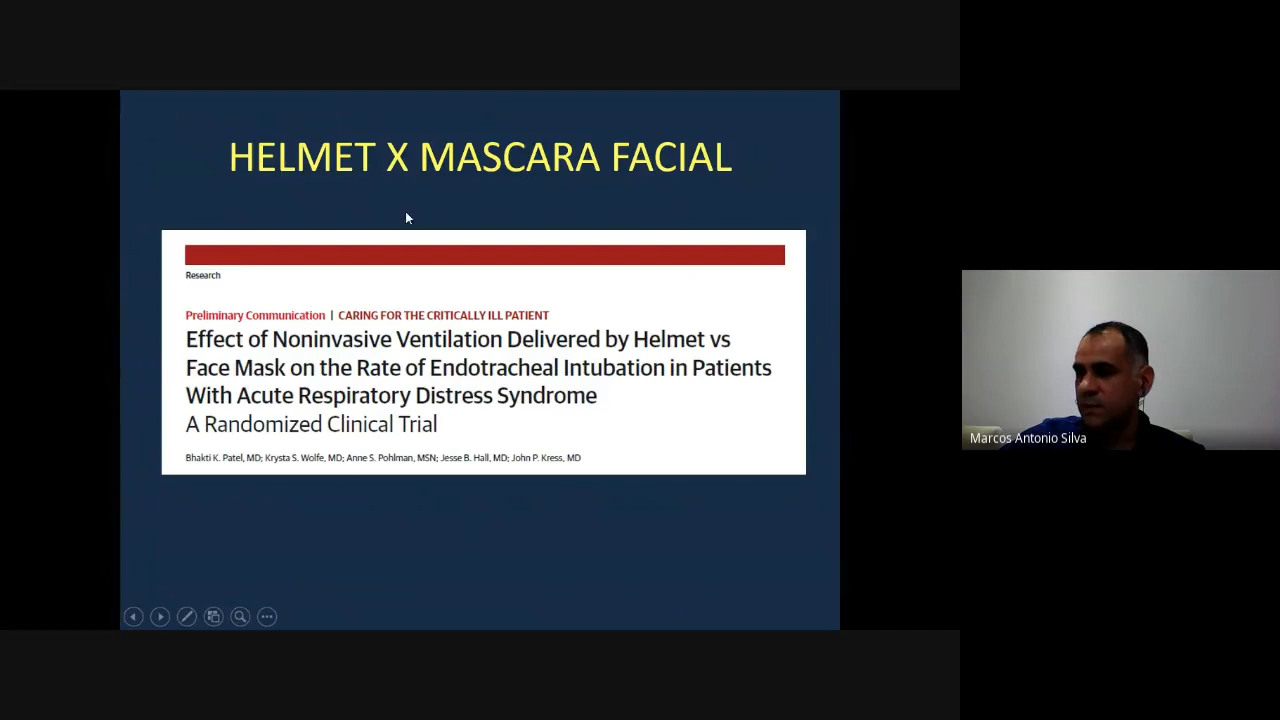 HELMET X MASCARA FACIAL
Research
Preliminary Communication | CARING FOR THE CRITICALLY ILL PATIENT
Effect of Noninvasive Ventilation Delivered by Helmet vs
Face Mask on the Rate of Endotracheal Intubation in Patients
With Acute Respiratory Distress Syndrome
A Randomized Clinical Trial
Bhakti K. Patel, MD; Krysta S. Wolfe, MD; Anne S. Pohlman, MSN; Jesse B. Hall, MD; John P. Kress, MD
Marcos Antonio Silva